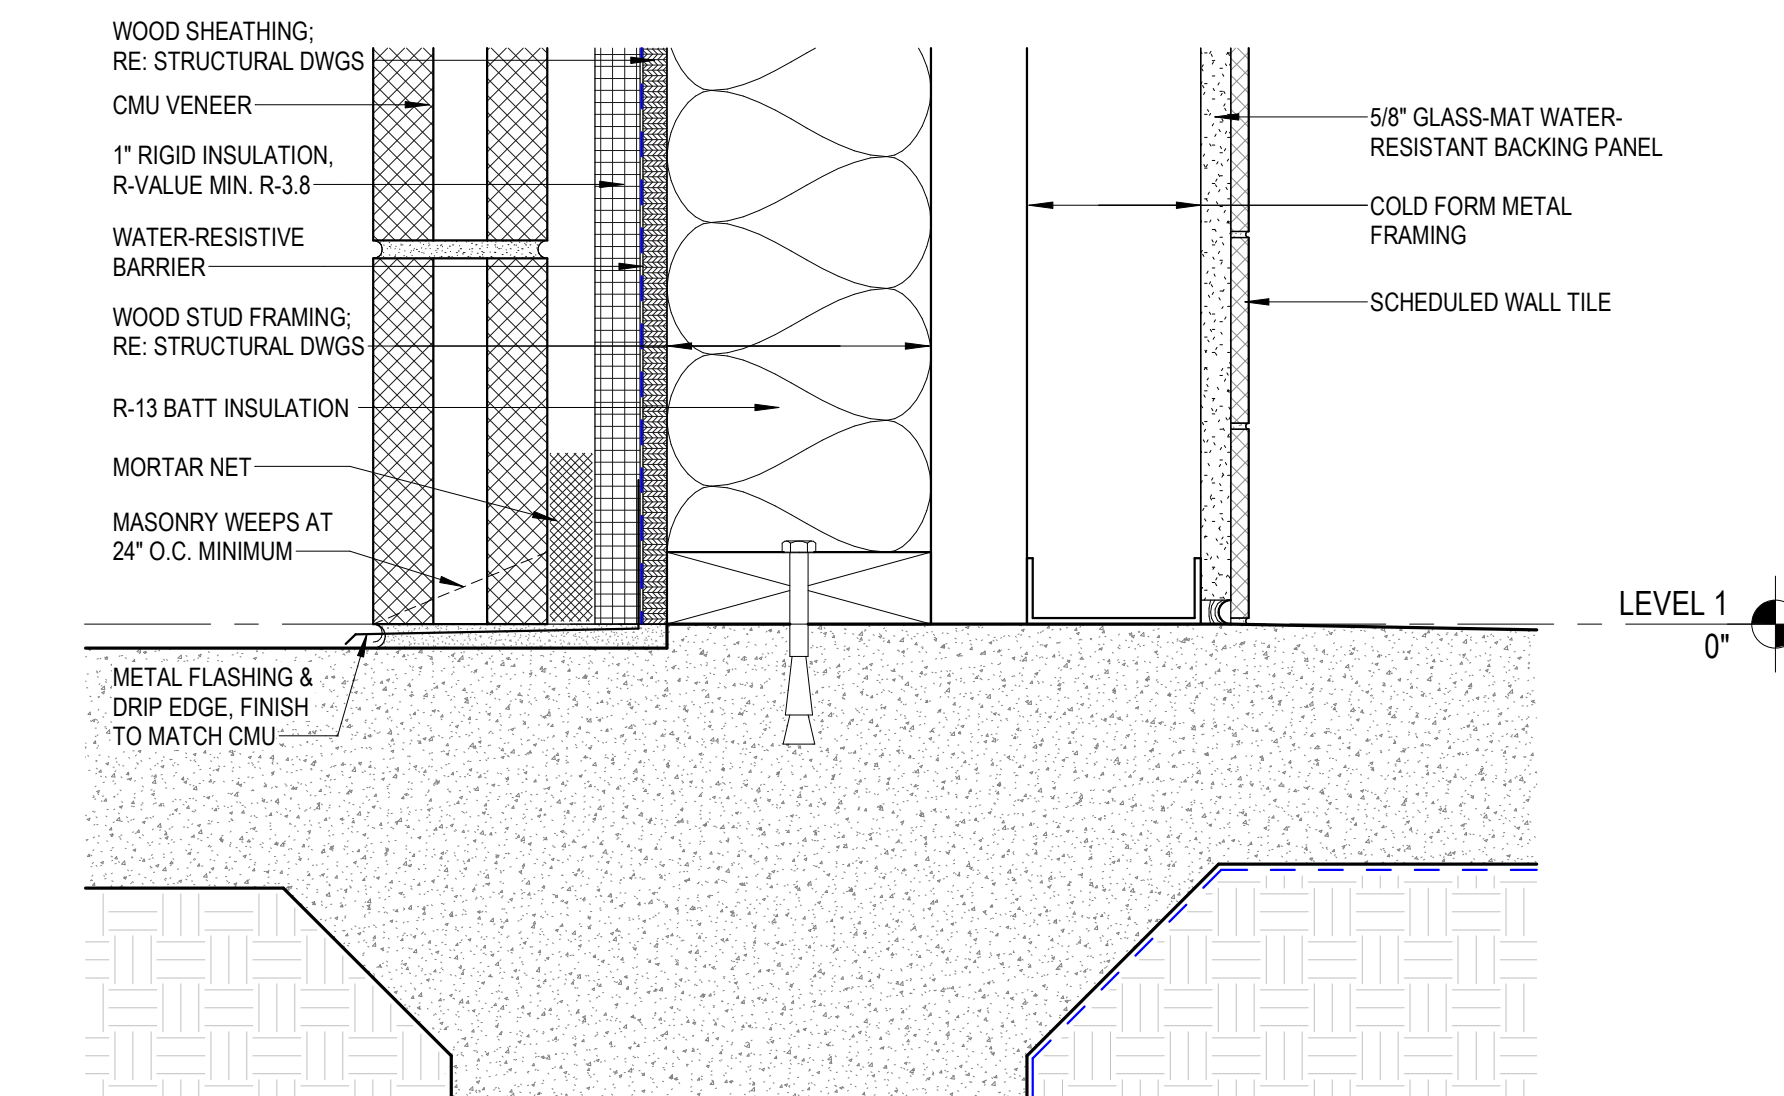 WOOD SHEATHING;
RE: STRUCTURAL DWGS
CMU VENEER
1" RIGID INSULATION,
R-VALUE MIN. R-3.8
WATER-RESISTIVE
BARRIER
WOOD STUD FRAMING;
RE: STRUCTURAL DWGS
R-13 BATT INSULATION
MORTAR NET
MASONRY WEEPS AT
24" O.C. MINIMUM
METAL FLASHING &
DRIP EDGE, FINISH
TO MATCH CMU
5/8" GLASS-MAT WATER-
RESISTANT BACKING PANEL
COLD FORM METAL
FRAMING
SCHEDULED WALL TILE
LEVEL 1
0"